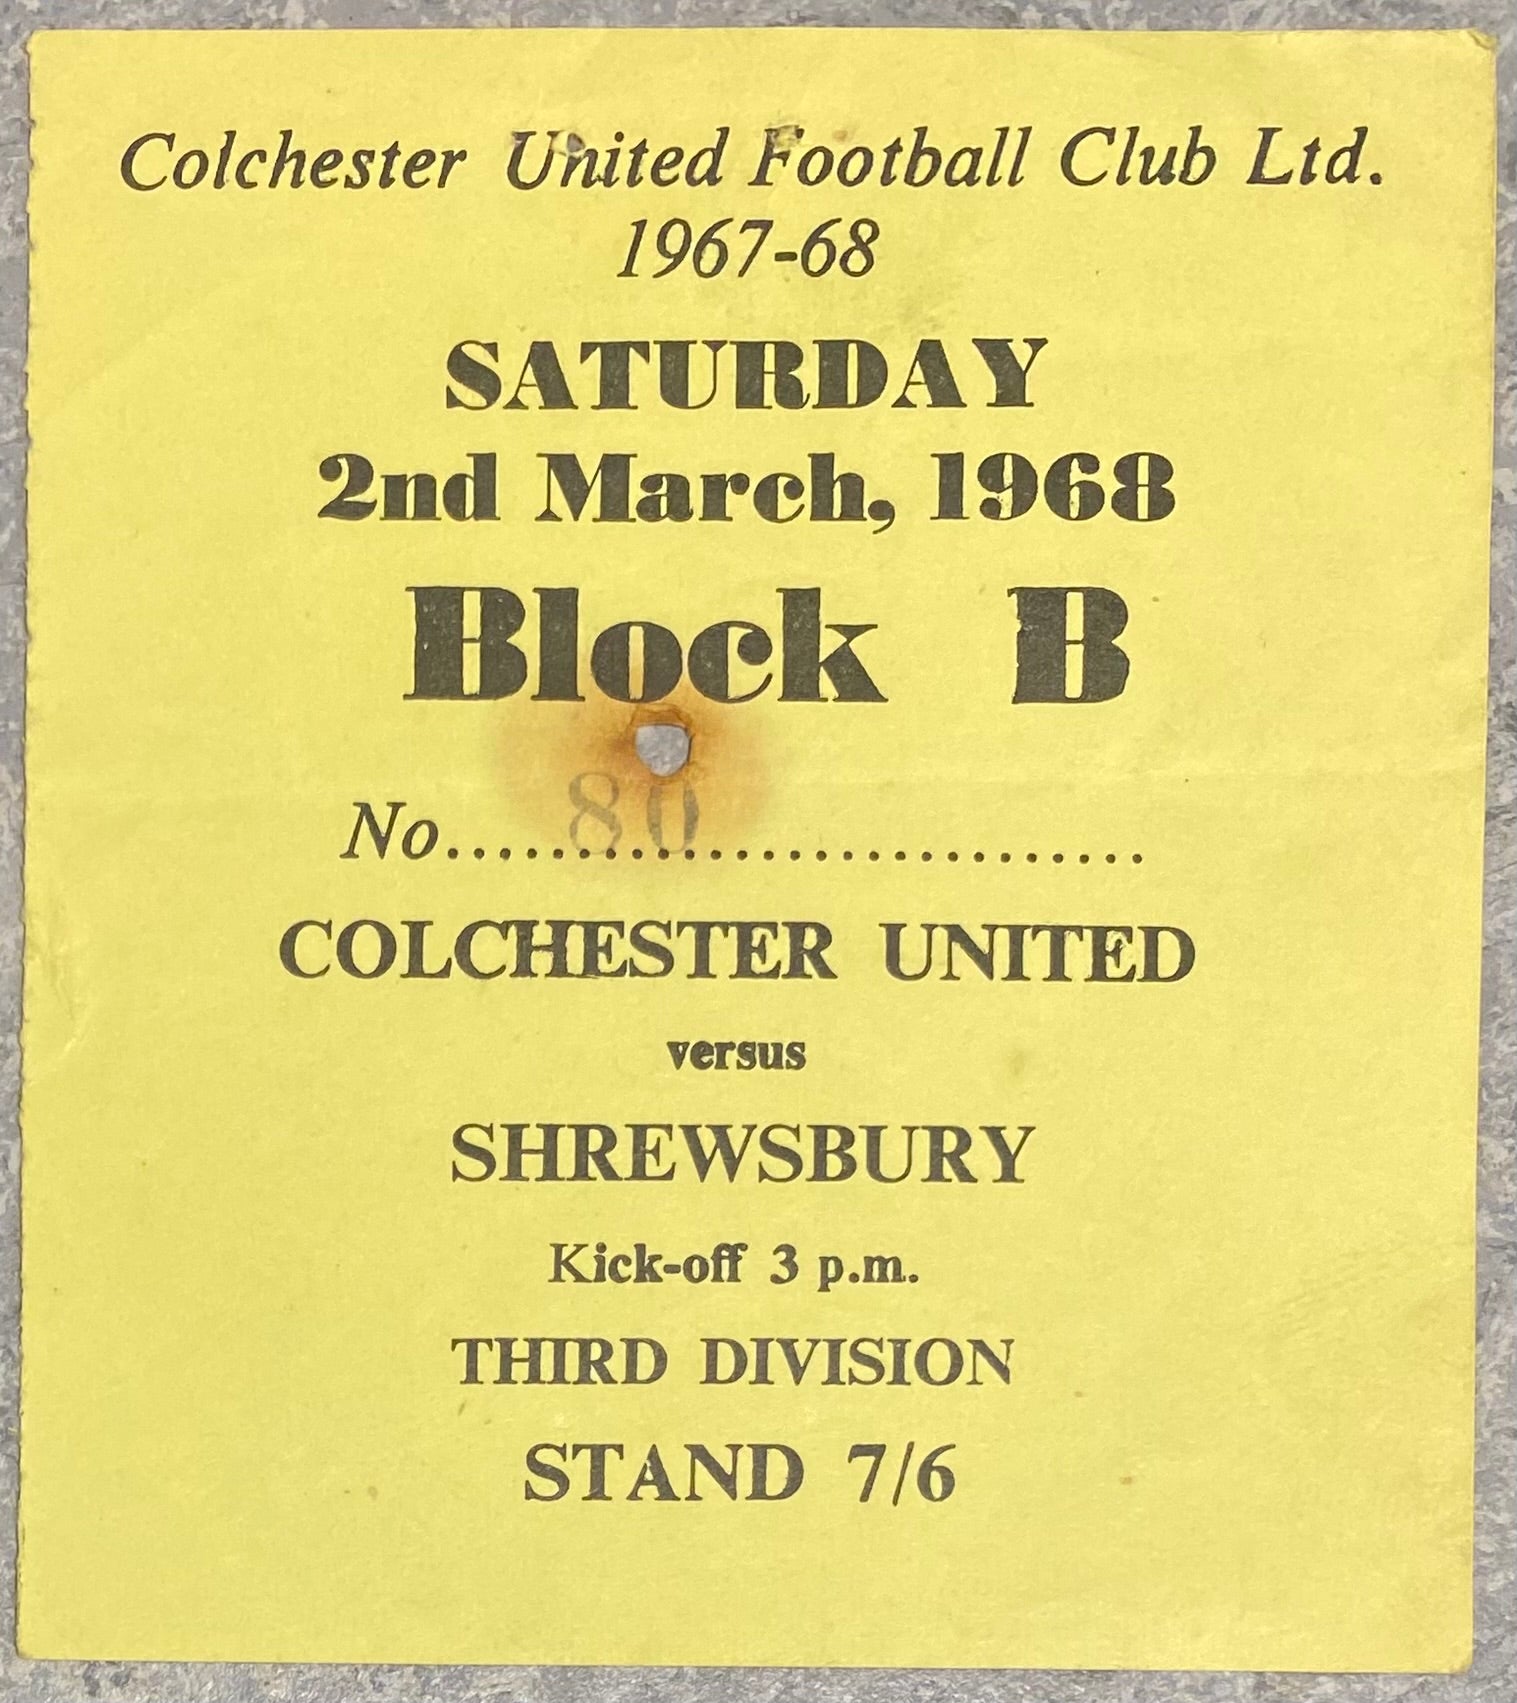 Colchester United Football Club Ltd.
1967-68
SATURDAY
2nd March, 1968
Block B
No.............................. 80
COLCHESTER UNITED
versus
SHREWSBURY
Kick-off 3 p.m.
THIRD DIVISION
STAND 7/6